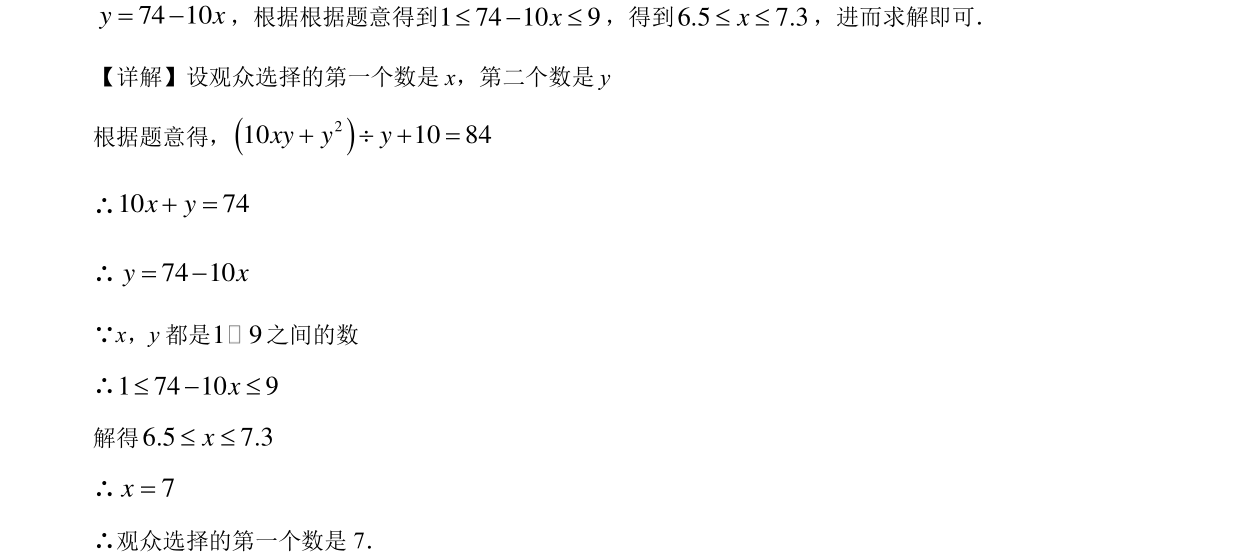 y=74-10x，根据根据题意得到1≤74-10x≤9，得到6.5≤x≤7.3，进而求解即可．
【详解】设观众选择的第一个数是 x，第二个数是 y
根据题意得，(10xy+y²)÷y+10=84
∴10x+y=74
∴y=74-10x
∵x，y 都是1□9之间的数
∴1≤74-10x≤9
解得6.5≤x≤7.3
∴x=7
∴观众选择的第一个数是 7．